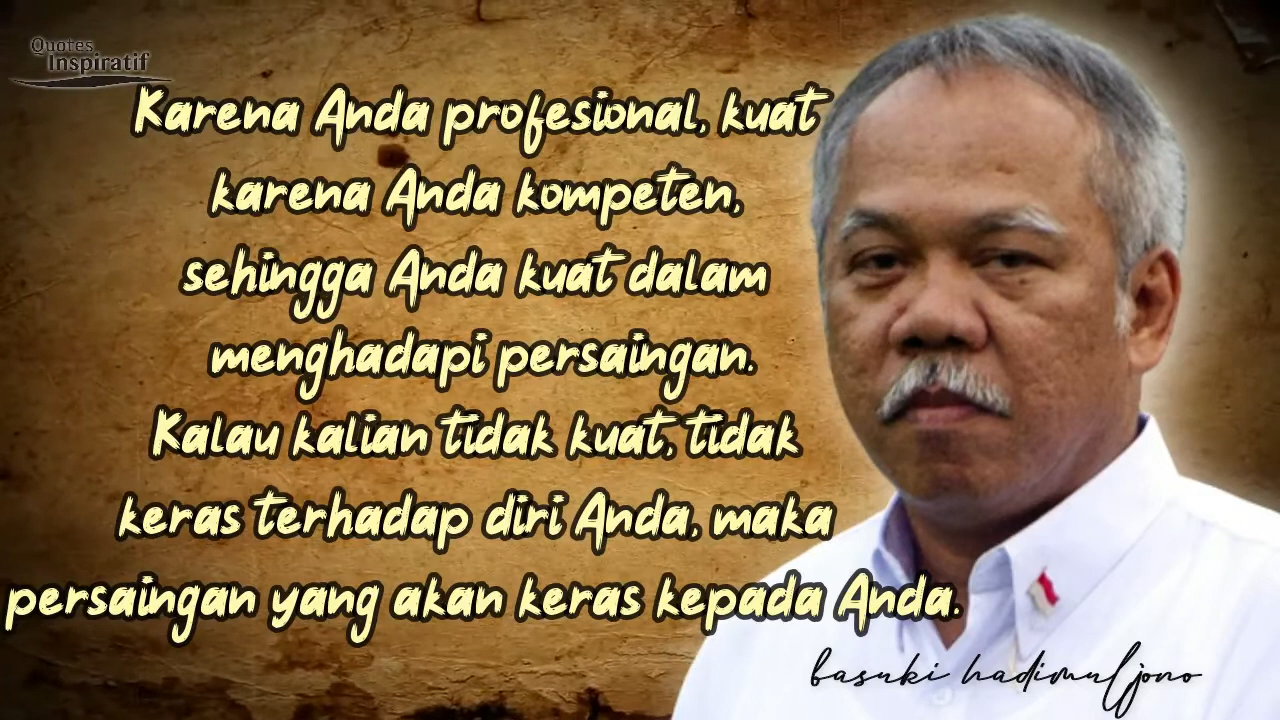 Quotes
Inspiratif
Karena Anda profesional, kuat
karena Anda kompeten,
sehingga Anda kuat dalam
menghadapi persaingan.
Kalau kalian tidak kuat, tidak
keras terhadap diri Anda, maka
persaingan yang akan keras kepada Anda.
basuki hadimuljono